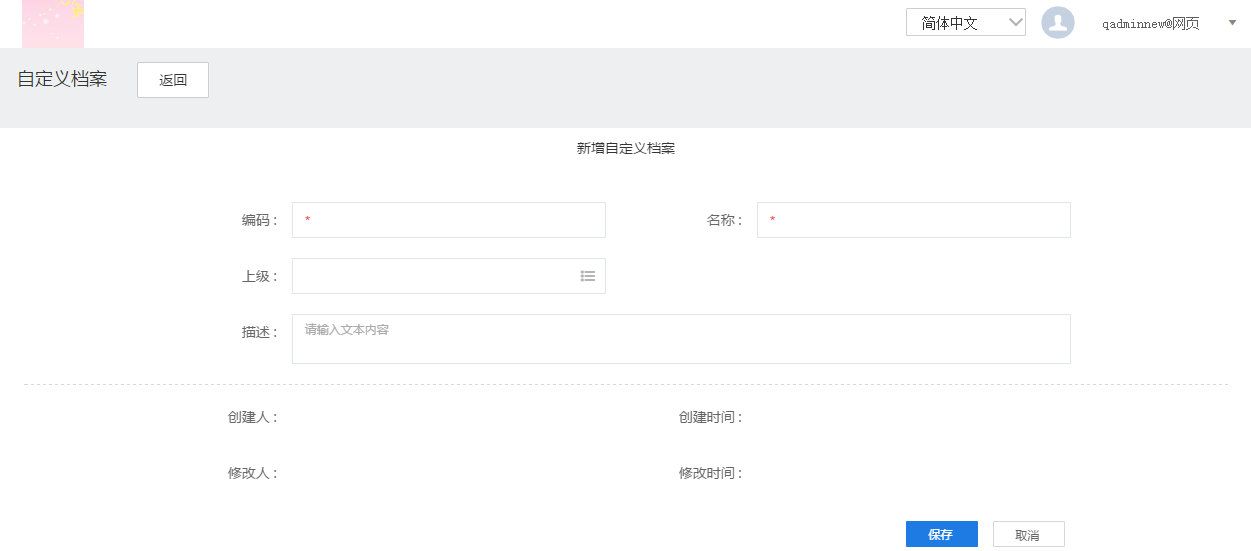 简体中文
qadminnew@网页
自定义档案 返回
新增自定义档案
编码 : * 名称 : *
上级 :
描述 : 请输入文本内容
创建人 : 创建时间 :
修改人 : 修改时间 :
保存 取消